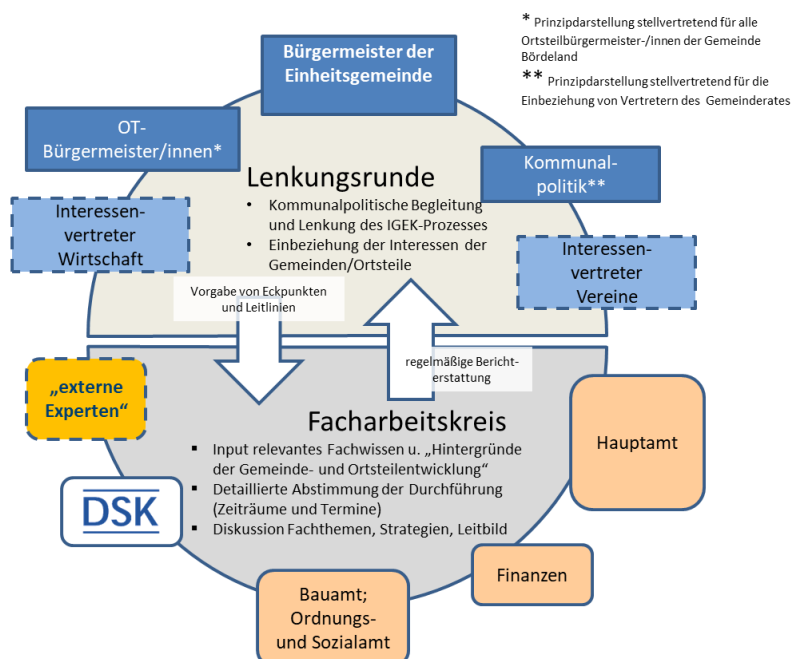 * Prinzipdarstellung stellvertretend für alle
Ortsteilbürgermeister-/innen der Gemeinde
Bördeland
** Prinzipdarstellung stellvertretend für die
Einbeziehung von Vertretern des Gemeinderates
Bürgermeister der
Einheitsgemeinde
OT-
Bürgermeister/innen*
Kommunal-
politik**
Interessen-
vertreter
Wirtschaft
Interessen-
vertreter
Vereine
Lenkungsrunde
• Kommunalpolitische Begleitung
und Lenkung des IGEK-Prozesses
• Einbeziehung der Interessen der
Gemeinden/Ortsteile
Vorgabe von Eckpunkten
und Leitlinien
regelmäßige Bericht-
erstattung
„externe
Experten“
Facharbeitskreis
▪ Input relevantes Fachwissen u. „Hintergründe
der Gemeinde- und Ortsteilentwicklung“
▪ Detaillierte Abstimmung der Durchführung
(Zeiträume und Termine)
▪ Diskussion Fachthemen, Strategien, Leitbild
Hauptamt
DSK
Finanzen
Bauamt;
Ordnungs-
und Sozialamt